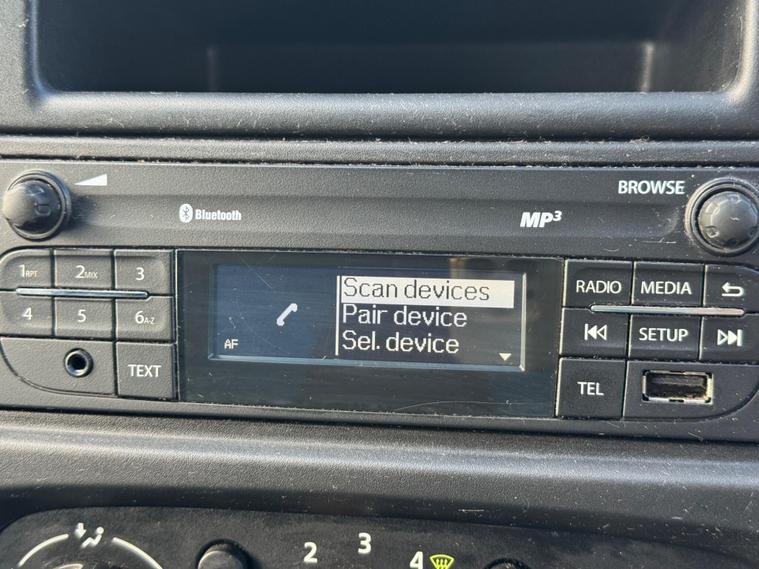 BROWSE
Bluetooth
MP3
1RPT 2MIX 3
4 5 6A-Z
TEXT
Scan devices
Pair device
Sel. device
AF
RADIO MEDIA
SETUP
TEL
2 3 4